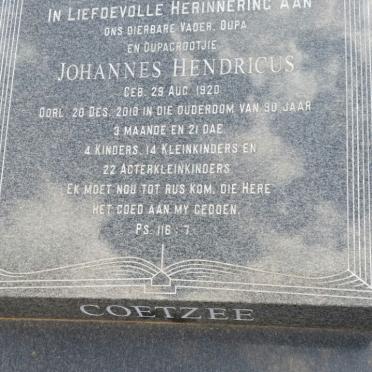 IN LIEFDEVOLLE HERINNERING AAN
ONS DIERBARE VADER, OUPA
EN OUPAGROOTJIE
JOHANNES HENDRICUS
GEB. 29 AUG. 1920
OORL. 20 DES. 2010 IN DIE OUDERDOM VAN 90 JAAR
3 MAANDE EN 21 DAE
4 KINDERS, 14 KLEINKINDERS EN
22 AGTERKLEINKINDERS
EK MOET NOU TOT RUS KOM, DIE HERE
HET GOED AAN MY GEDOEN.
PS. 116 : 7
COETZEE